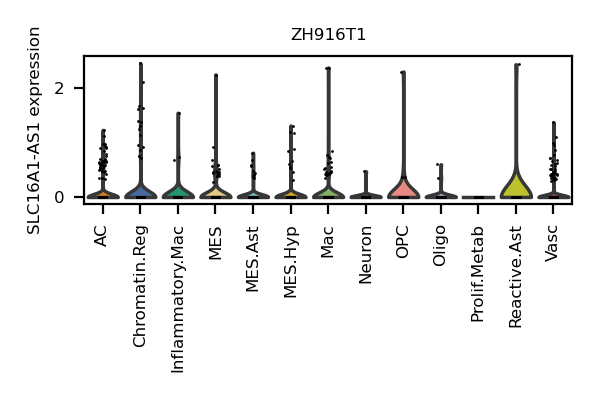 ZH916T1
SLC16A1-AS1 expression
2
0
AC
Chromatin.Reg
Inflammatory.Mac
MES
MES.Ast
MES.Hyp
Mac
Neuron
OPC
Oligo
Prolif.Metab
Reactive.Ast
Vasc